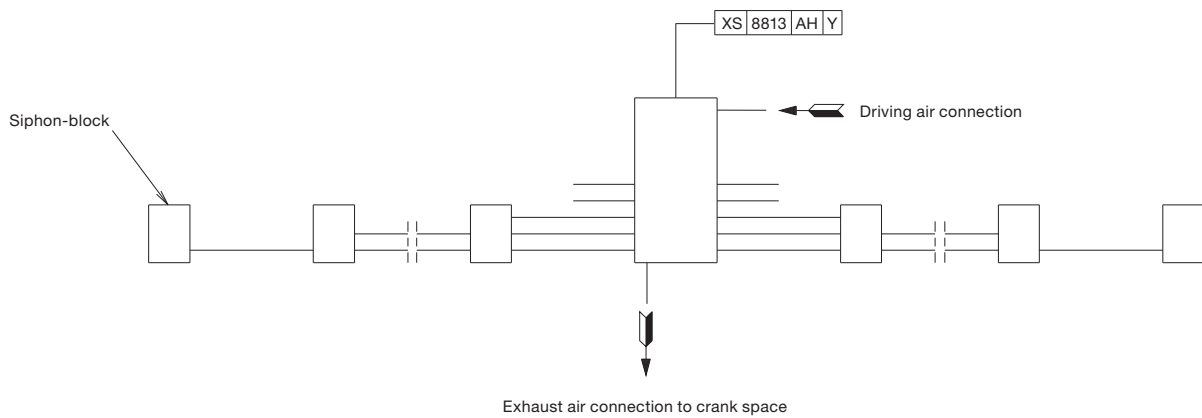 XS 8813 AH Y
Driving air connection
Siphon-block
Exhaust air connection to crank space